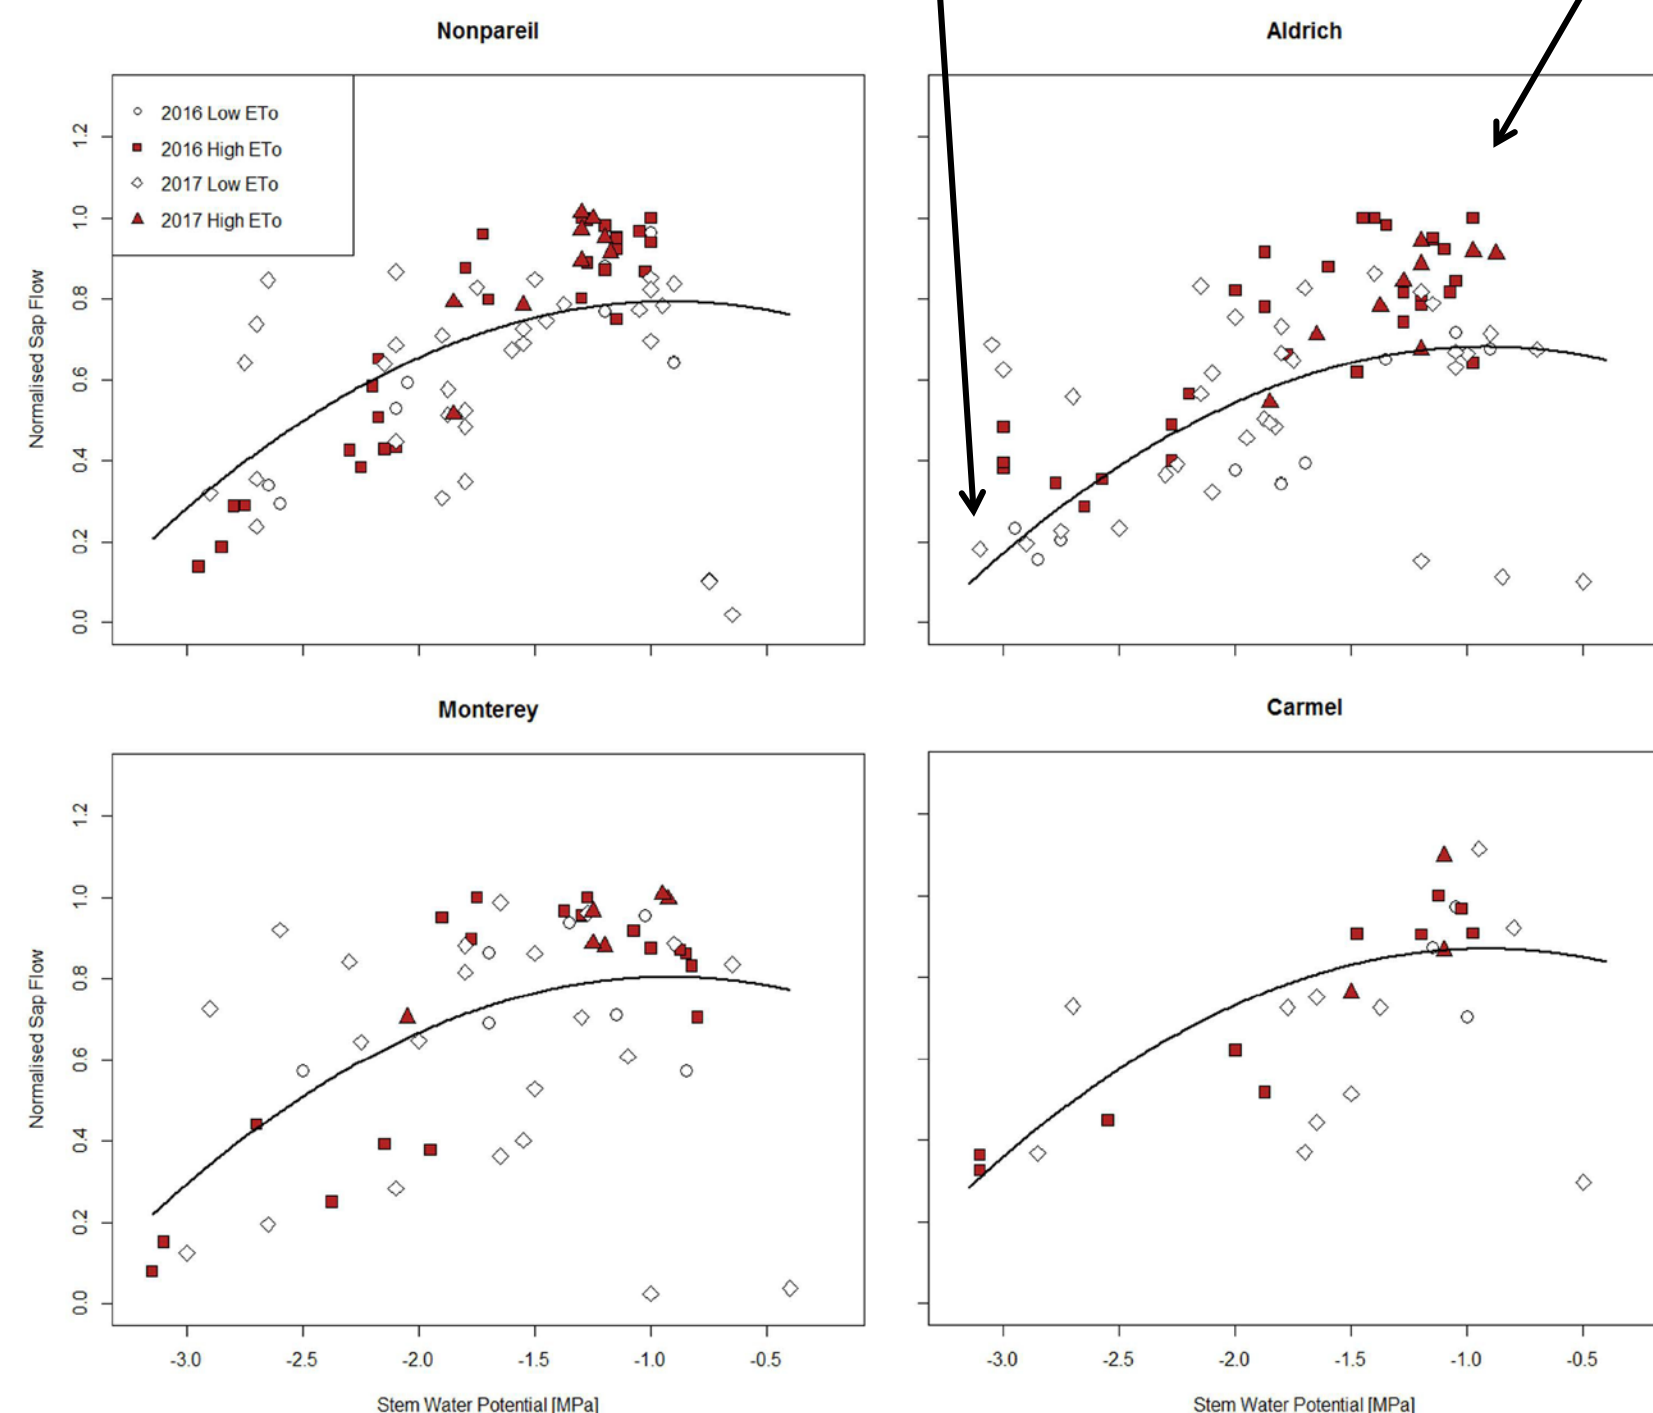 Nonpareil
Aldrich
2016 Low ETo
2016 High ETo
2017 Low ETo
2017 High ETo
Normalised Sap Flow
1.2
1.0
0.8
0.6
0.4
0.2
0.0
Monterey
Carmel
Normalised Sap Flow
1.2
1.0
0.8
0.6
0.4
0.2
0.0
-3.0 -2.5 -2.0 -1.5 -1.0 -0.5
-3.0 -2.5 -2.0 -1.5 -1.0 -0.5
Stem Water Potential [MPa]
Stem Water Potential [MPa]